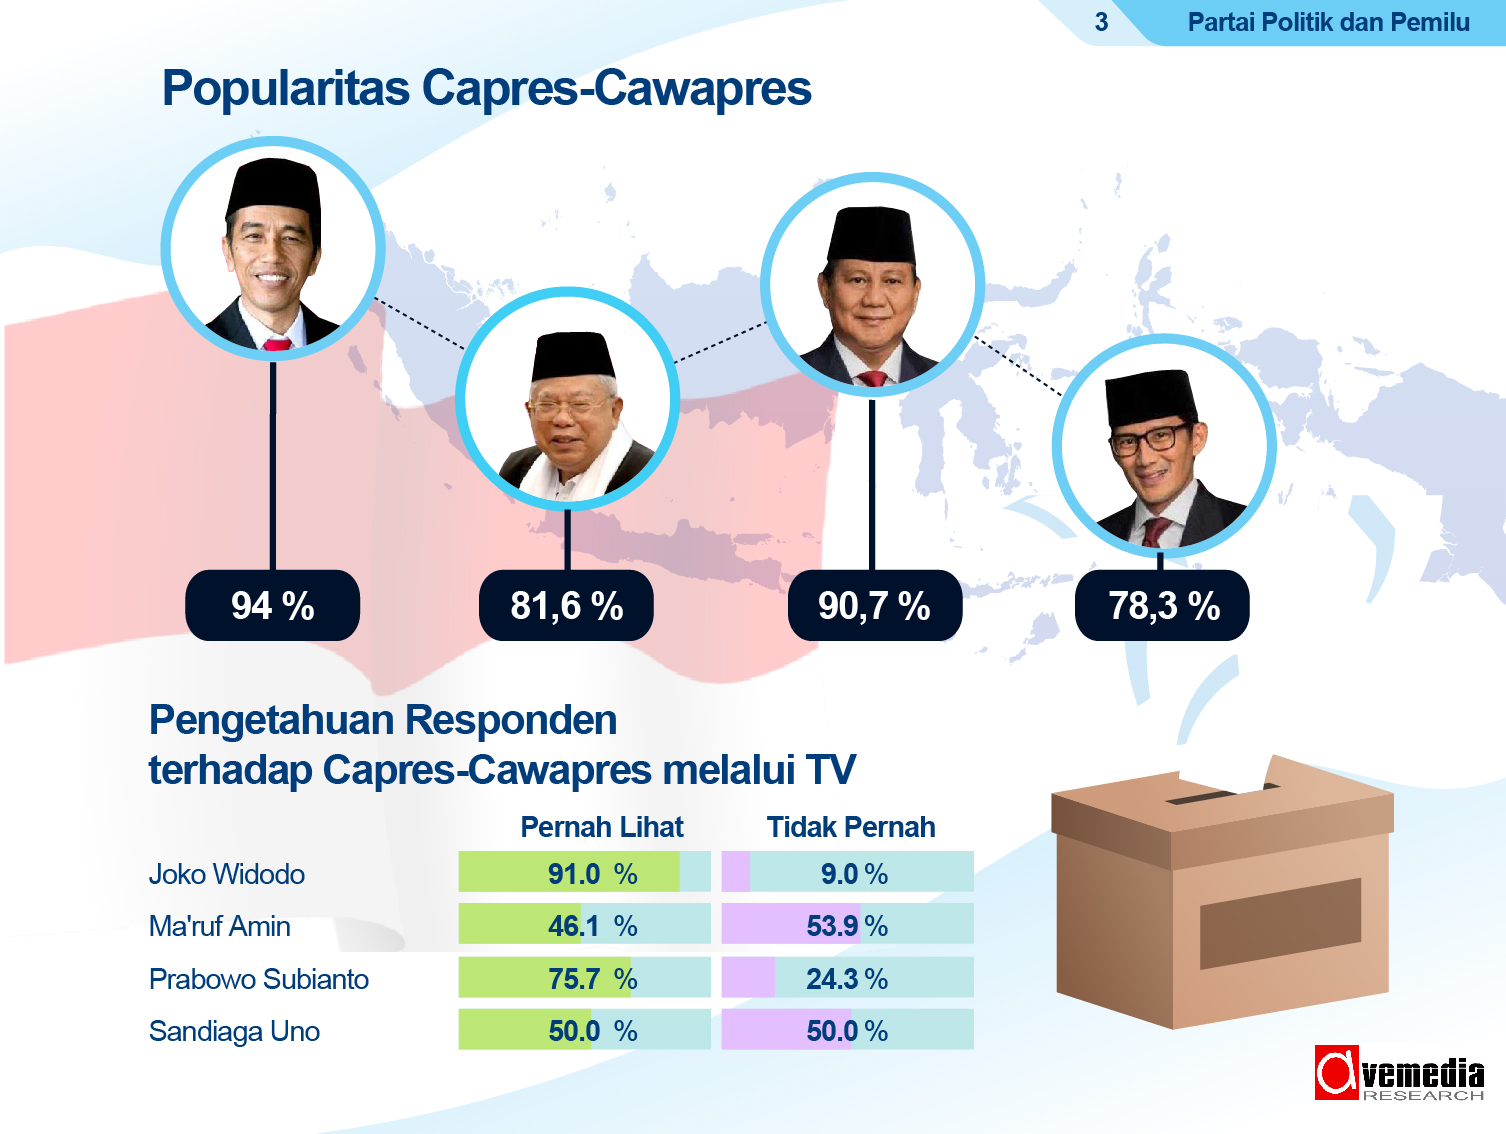 3 Partai Politik dan Pemilu
Popularitas Capres-Cawapres
94 % 81,6 % 90,7 % 78,3 %
Pengetahuan Responden
terhadap Capres-Cawapres melalui TV
Pernah Lihat Tidak Pernah
Joko Widodo 91.0 % 9.0 %
Ma'ruf Amin 46.1 % 53.9 %
Prabowo Subianto 75.7 % 24.3 %
Sandiaga Uno 50.0 % 50.0 %
avemedia
RESEARCH